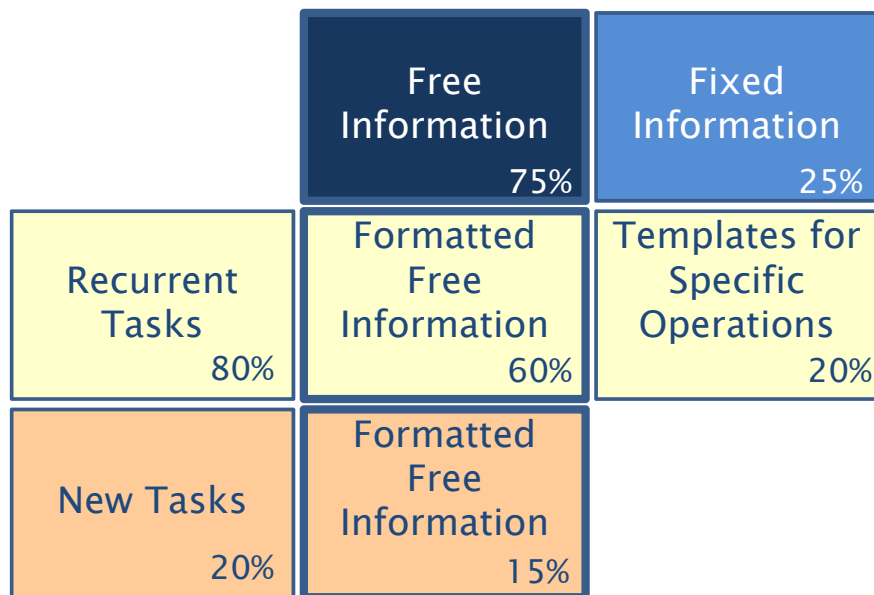 Free
Information
75%
Fixed
Information
25%
Recurrent
Tasks
80%
Formatted
Free
Information
60%
Templates for
Specific
Operations
20%
New Tasks
20%
Formatted
Free
Information
15%